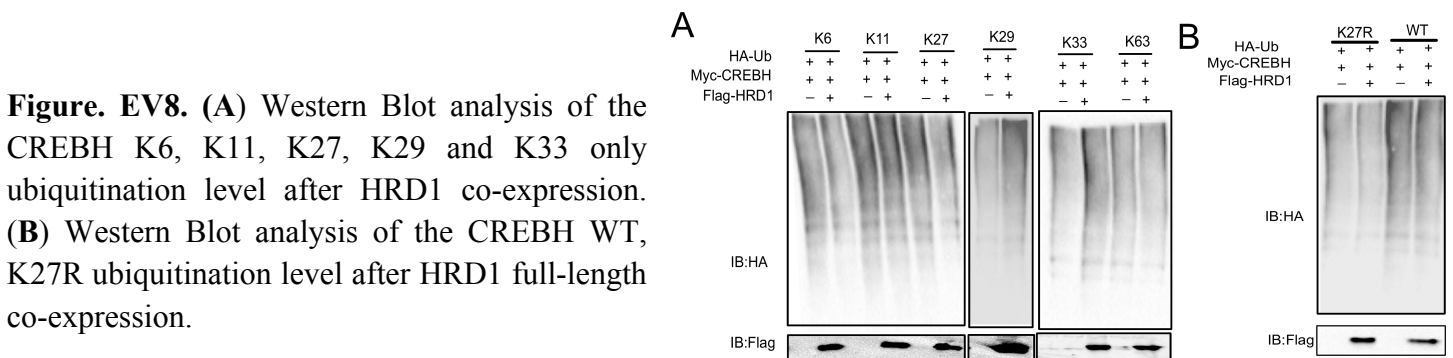 Figure. EV8. (A) Western Blot analysis of the
CREBH K6, K11, K27, K29 and K33 only
ubiquitination level after HRD1 co-expression.
(B) Western Blot analysis of the CREBH WT,
K27R ubiquitination level after HRD1 full-length
co-expression.
A
K6 K11 K27 K29 K33 K63
HA-Ub + + + + + + + + + + + +
Myc-CREBH + + + + + + + + + + + +
Flag-HRD1 – + – + – + – + – + – +
IB:HA
IB:Flag
B
K27R WT
HA-Ub + + + +
Myc-CREBH + + + +
Flag-HRD1 – + – +
IB:HA
IB:Flag